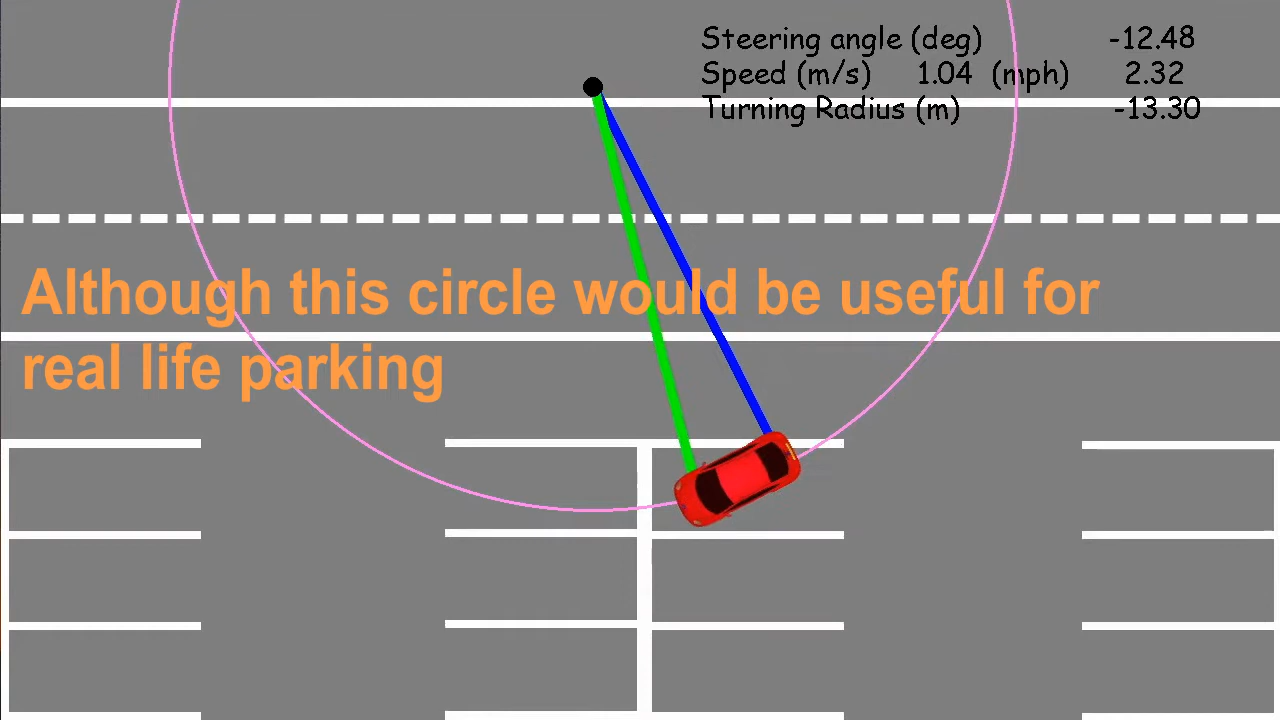 Steering angle (deg) -12.48
Speed (m/s) 1.04 (mph) 2.32
Turning Radius (m) -13.30
Although this circle would be useful for
real life parking